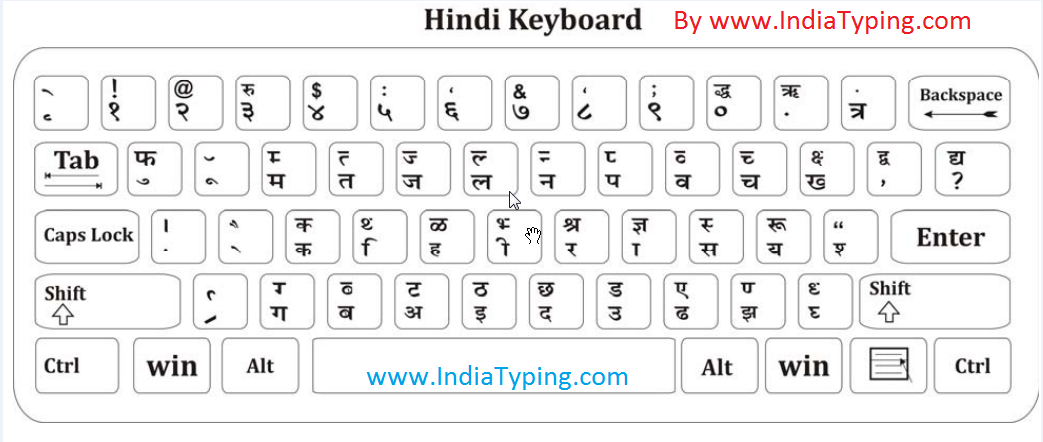 Hindi Keyboard By www.IndiaTyping.com
! @ रु $ : ‘ & ‘ ; द्ध ऋ . Backspace
१ २ ३ ४ ५ ६ ७ ८ ९ ० . त्र
Tab फ म् त् ज् ल् न् प् व् च् क्ष् द्व द्य
म त ज ल न प व च ख , ?
Caps Lock । क थ् ळ भ् श्र ज्ञ स् रू “ Enter
. क ि ह ी र ा स य श्
Shift ग् ब् ट ठ छ ड ए ण् ध् Shift
ग ब अ इ द उ ढ झ घ्
Ctrl win Alt www.IndiaTyping.com Alt win Ctrl